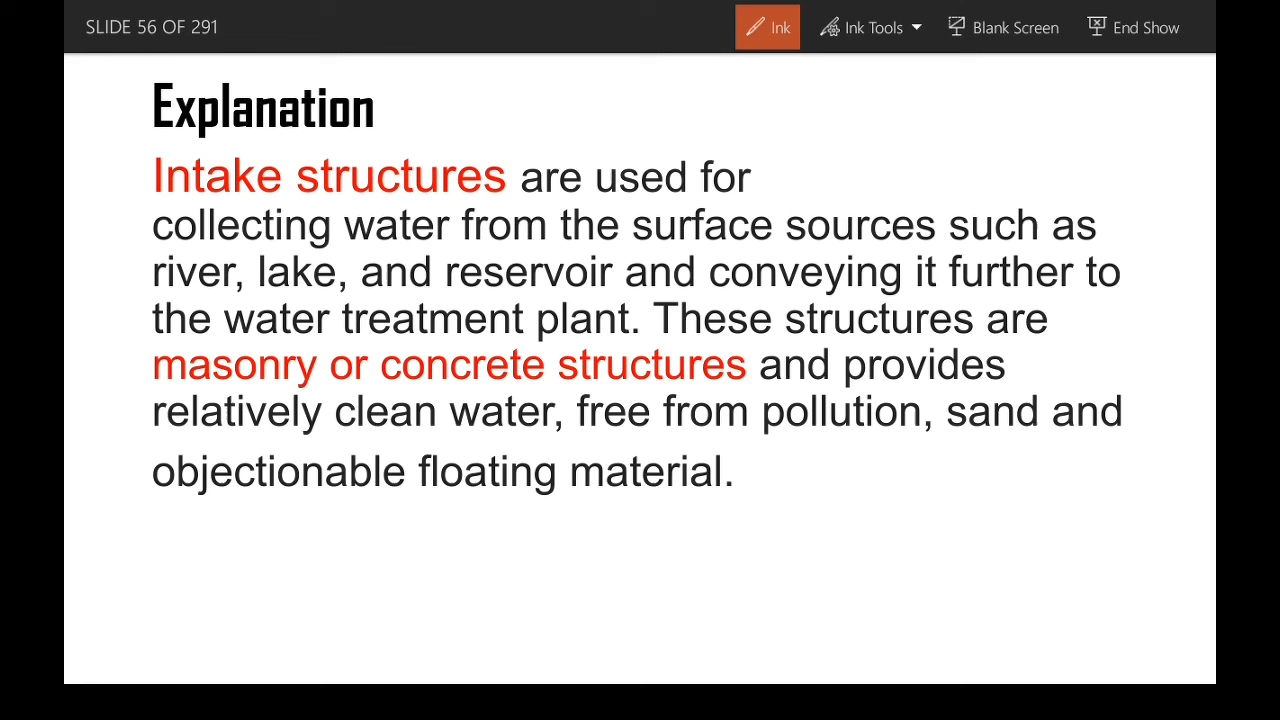 SLIDE 56 OF 291
Ink
Ink Tools
Blank Screen
End Show
Explanation
Intake structures are used for
collecting water from the surface sources such as
river, lake, and reservoir and conveying it further to
the water treatment plant. These structures are
masonry or concrete structures and provides
relatively clean water, free from pollution, sand and
objectionable floating material.